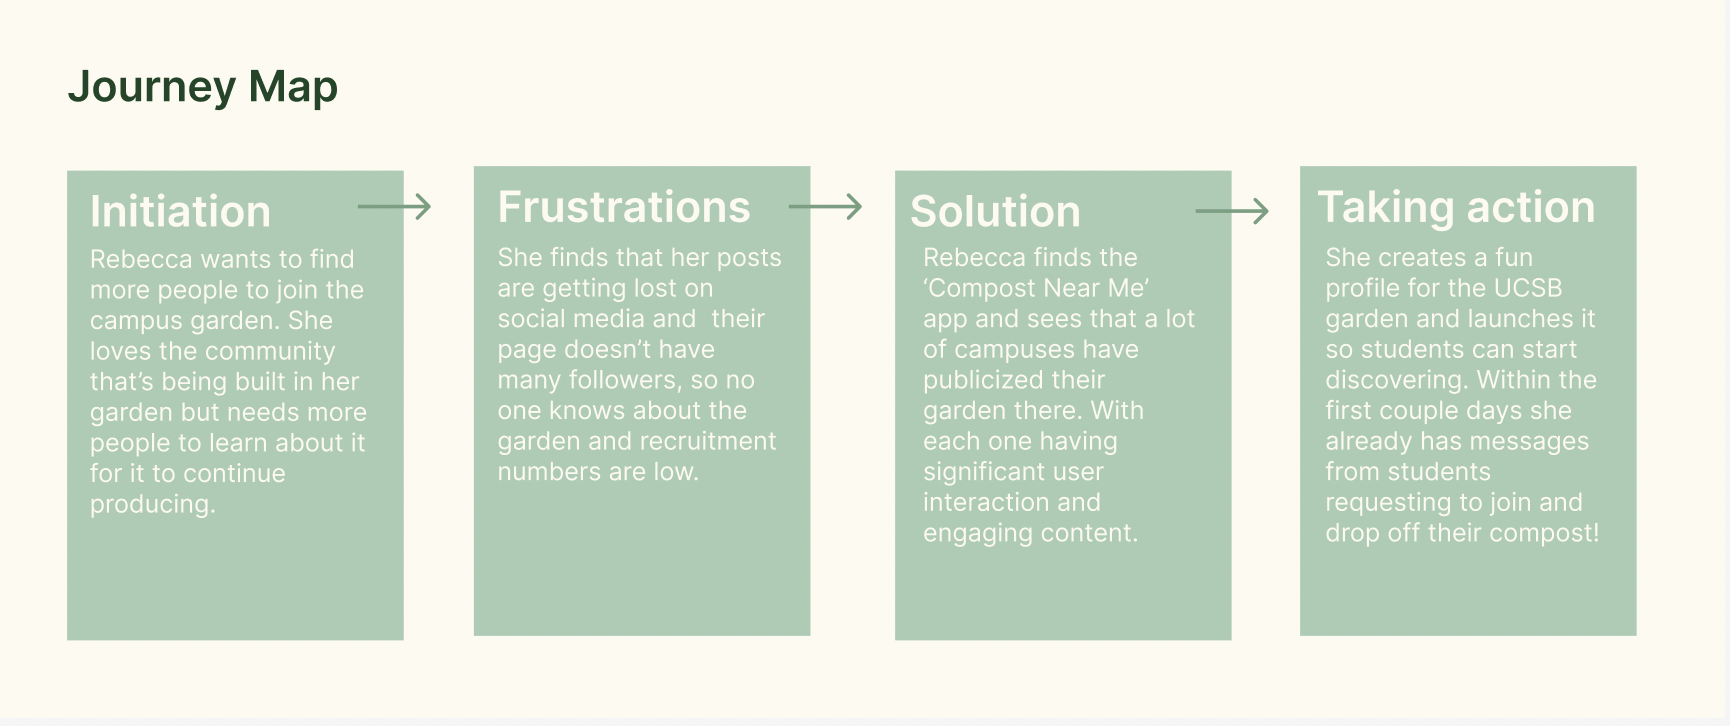 Journey Map
Initiation
Rebecca wants to find
more people to join the
campus garden. She
loves the community
that’s being built in her
garden but needs more
people to learn about it
for it to continue
producing.
Frustrations
She finds that her posts
are getting lost on
social media and  their
page doesn’t have
many followers, so no
one knows about the
garden and recruitment
numbers are low.
Solution
Rebecca finds the
‘Compost Near Me’
app and sees that a lot
of campuses have
publicized their
garden there. With
each one having
significant user
interaction and
engaging content.
Taking action
She creates a fun
profile for the UCSB
garden and launches it
so students can start
discovering. Within the
first couple days she
already has messages
from students
requesting to join and
drop off their compost!